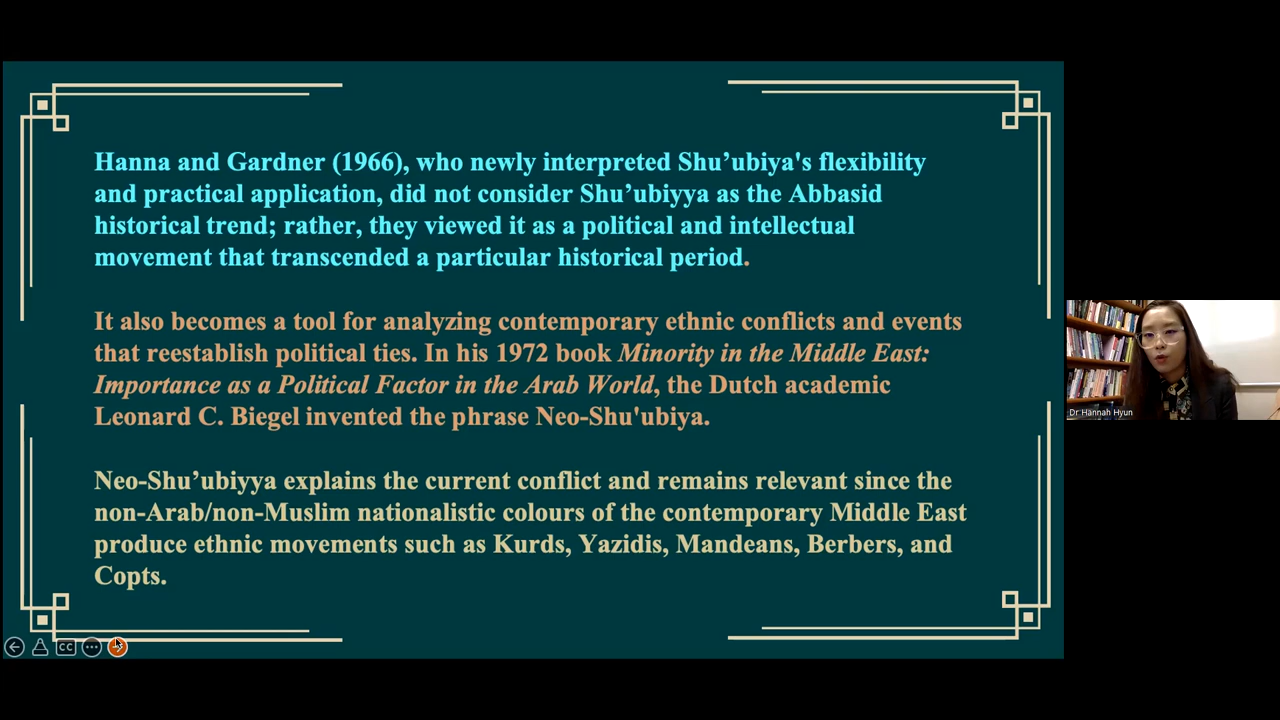 Hanna and Gardner (1966), who newly interpreted Shu’ubiya's flexibility
and practical application, did not consider Shu’ubiyya as the Abbasid
historical trend; rather, they viewed it as a political and intellectual
movement that transcended a particular historical period.
It also becomes a tool for analyzing contemporary ethnic conflicts and events
that reestablish political ties. In his 1972 book Minority in the Middle East:
Importance as a Political Factor in the Arab World, the Dutch academic
Leonard C. Biegel invented the phrase Neo-Shu'ubiya.
Neo-Shu’ubiyya explains the current conflict and remains relevant since the
non-Arab/non-Muslim nationalistic colours of the contemporary Middle East
produce ethnic movements such as Kurds, Yazidis, Mandeans, Berbers, and
Copts.
CC
Dr Hannah Hyun